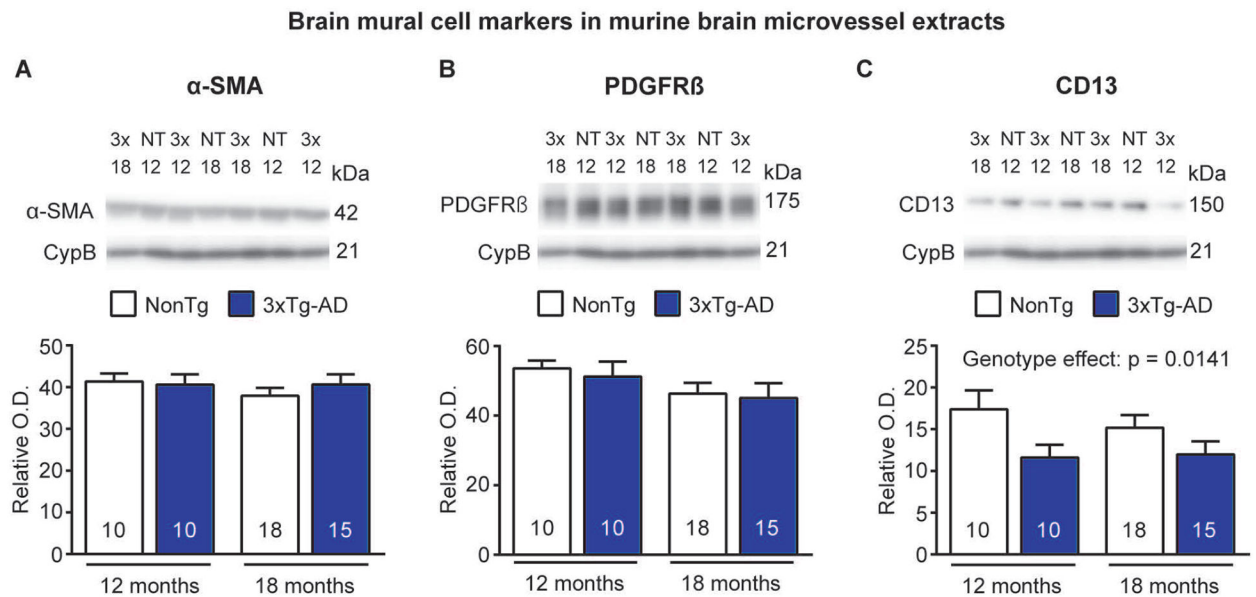 Brain mural cell markers in murine brain microvessel extracts
A
α-SMA
3x NT 3x NT 3x NT 3x
18 12 12 18 18 12 12 kDa
α-SMA 42
CypB 21
NonTg 3xTg-AD
Relative O.D.
50
40
30
20
10
0
10 10 18 15
12 months 18 months
B
PDGFRß
3x NT 3x NT 3x NT 3x
18 12 12 18 18 12 12 kDa
PDGFRß 175
CypB 21
NonTg 3xTg-AD
Relative O.D.
60
40
20
0
10 10 18 15
12 months 18 months
C
CD13
3x NT 3x NT 3x NT 3x
18 12 12 18 18 12 12 kDa
CD13 150
CypB 21
NonTg 3xTg-AD
Genotype effect: p = 0.0141
Relative O.D.
25
20
15
10
5
0
10 10 18 15
12 months 18 months